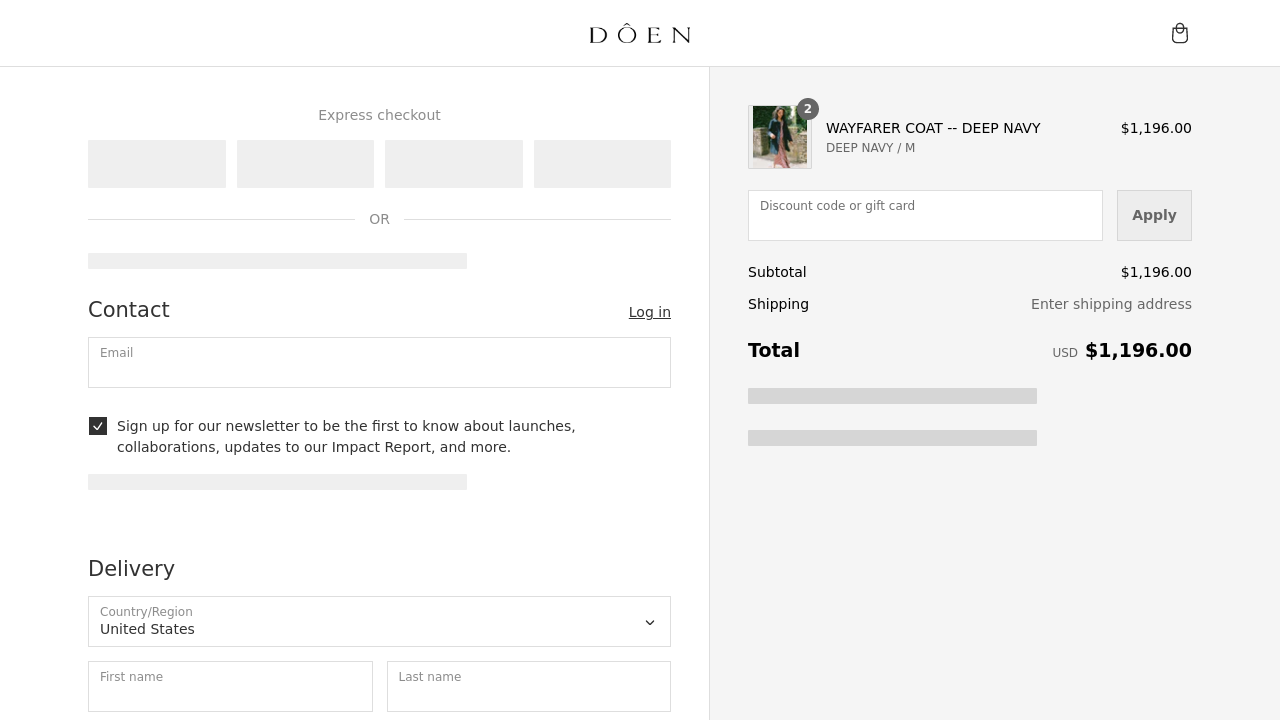 DÔEN
Express checkout
OR
Contact
Log in
Email
Sign up for our newsletter to be the first to know about launches,
collaborations, updates to our Impact Report, and more.
Delivery
Country/Region
United States
First name
Last name
2
WAYFARER COAT -- DEEP NAVY
$1,196.00
DEEP NAVY / M
Discount code or gift card
Apply
Subtotal
$1,196.00
Shipping
Enter shipping address
Total
USD $1,196.00